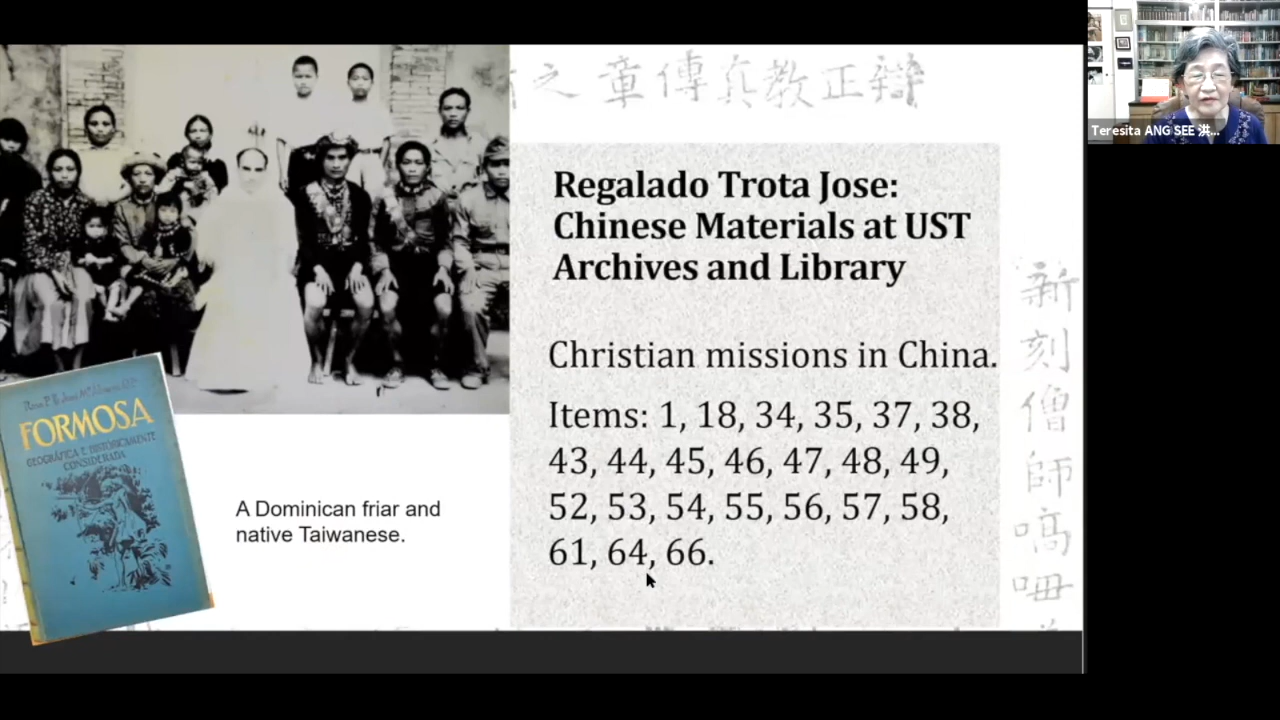 之 章 傳 真 教 正 辯
Regalado Trota Jose:
Chinese Materials at UST
Archives and Library
Christian missions in China.
Items: 1, 18, 34, 35, 37, 38,
43, 44, 45, 46, 47, 48, 49,
52, 53, 54, 55, 56, 57, 58,
61, 64, 66.
A Dominican friar and
native Taiwanese.
FORMOSA
GEOGRÁFICA E HISTÓRICAMENTE
CONSIDERADA
新
刻
僧
師
嗃
呬
Teresita ANG SEE 洪...